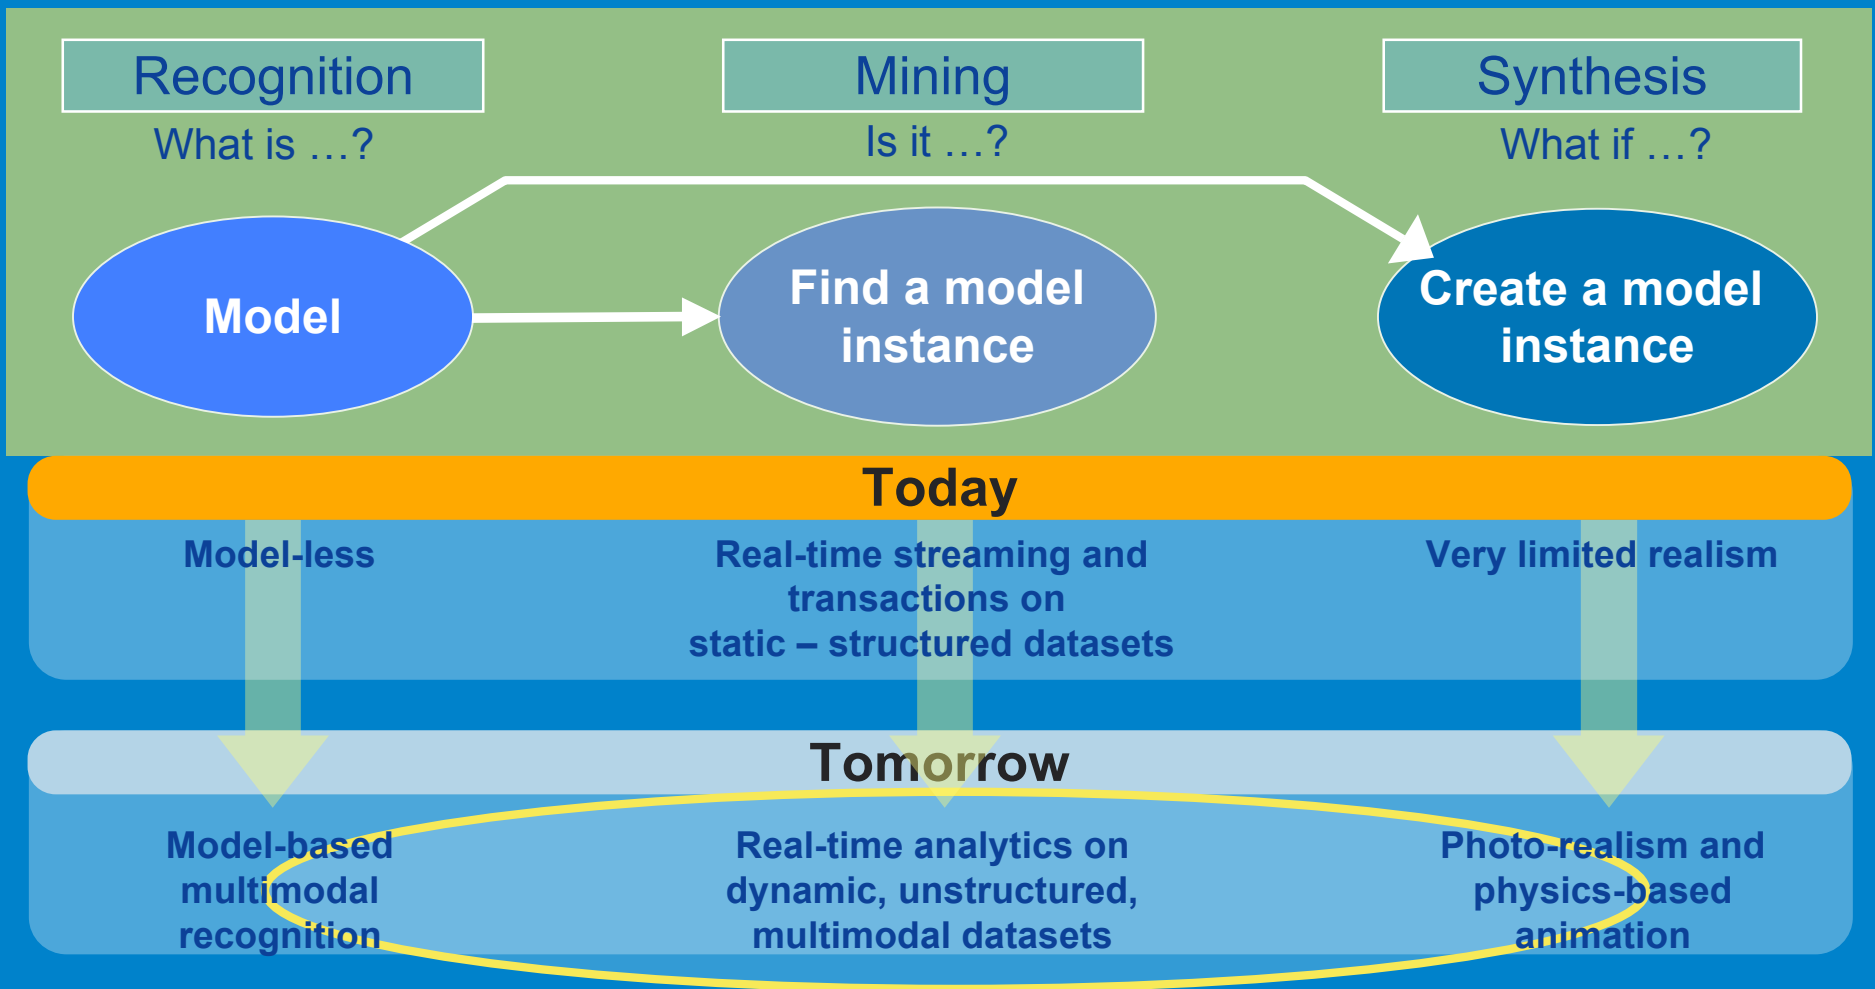 Recognition
Mining
Synthesis
What is …?
Is it …?
What if …?
Model
Find a model
instance
Create a model
instance
Today
Model-less
Real-time streaming and
transactions on
static – structured datasets
Very limited realism
Tomorrow
Model-based
multimodal
recognition
Real-time analytics on
dynamic, unstructured,
multimodal datasets
Photo-realism and
physics-based
animation